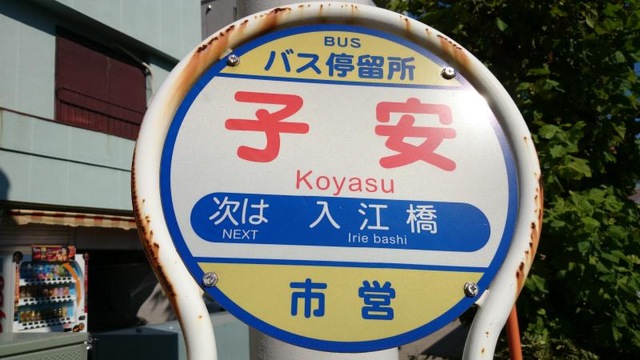 BUS
バス停留所
子安
Koyasu
次は 入江橋
NEXT Irie bashi
市営